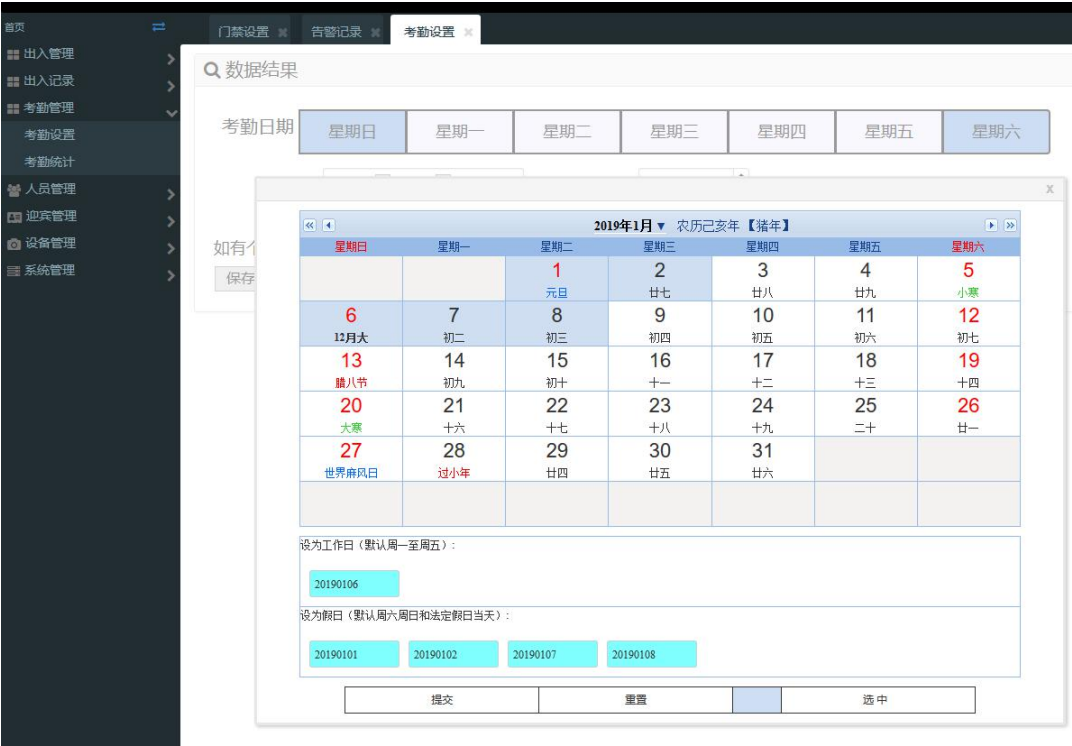 首页
门禁设置
告警记录
考勤设置
出入管理
出入记录
考勤管理
考勤设置
考勤统计
人员管理
迎宾管理
设备管理
系统管理
数据结果
考勤日期
星期日 星期一 星期二 星期三 星期四 星期五 星期六
如有个
保存
x
2019年1月 ▼ 农历己亥年【猪年】
星期日 星期一 星期二 星期三 星期四 星期五 星期六
1 2 3 4 5
元旦 廿七 廿八 廿九 小寒
6 7 8 9 10 11 12
12月大 初二 初三 初四 初五 初六 初七
13 14 15 16 17 18 19
腊八节 初九 初十 十一 十二 十三 十四
20 21 22 23 24 25 26
大寒 十六 十七 十八 十九 二十 廿一
27 28 29 30 31
世界麻风日 过小年 廿四 廿五 廿六
设为工作日（默认周一至周五）:
20190106
设为假日（默认周六周日和法定假日当天）:
20190101 20190102 20190107 20190108
提交 重置 选中